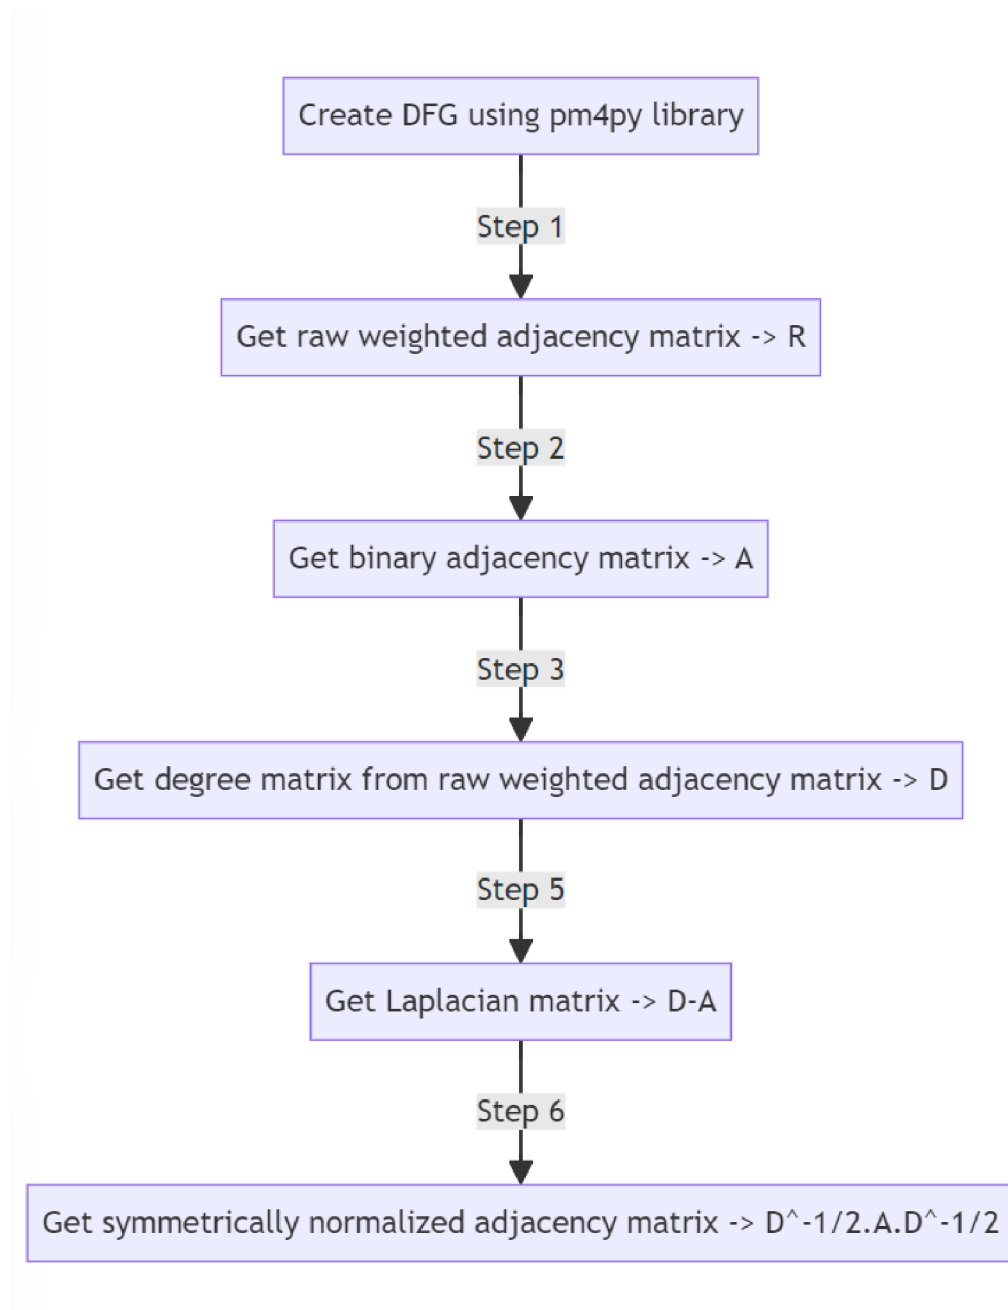 Create DFG using pm4py library
Step 1
Get raw weighted adjacency matrix -> R
Step 2
Get binary adjacency matrix -> A
Step 3
Get degree matrix from raw weighted adjacency matrix -> D
Step 5
Get Laplacian matrix -> D-A
Step 6
Get symmetrically normalized adjacency matrix -> D^-1/2.A.D^-1/2